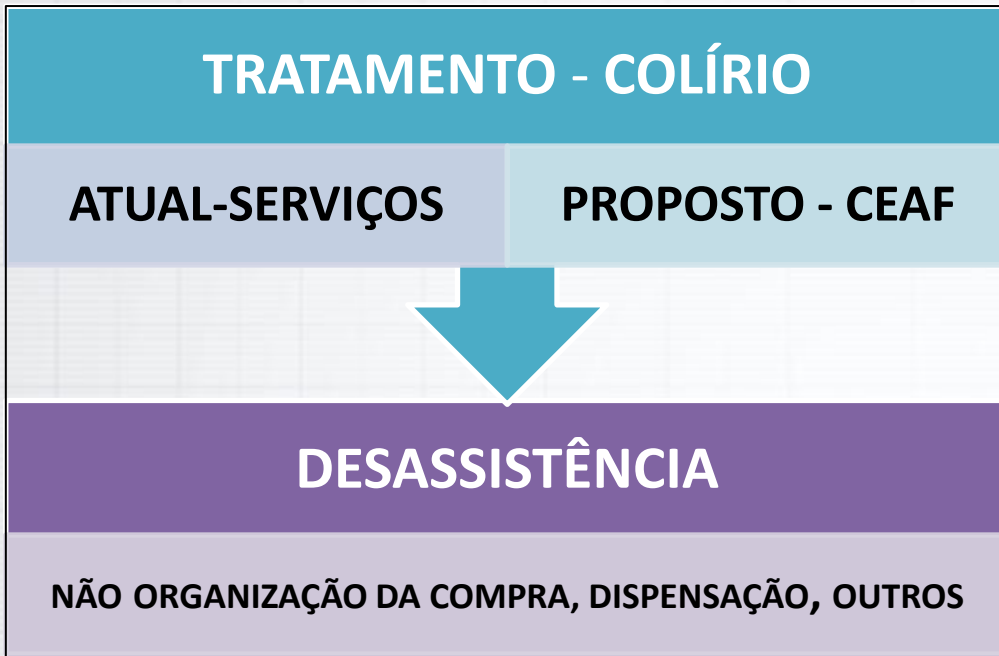 TRATAMENTO - COLÍRIO
ATUAL-SERVIÇOS
PROPOSTO - CEAF
DESASSISTÊNCIA
NÃO ORGANIZAÇÃO DA COMPRA, DISPENSAÇÃO, OUTROS